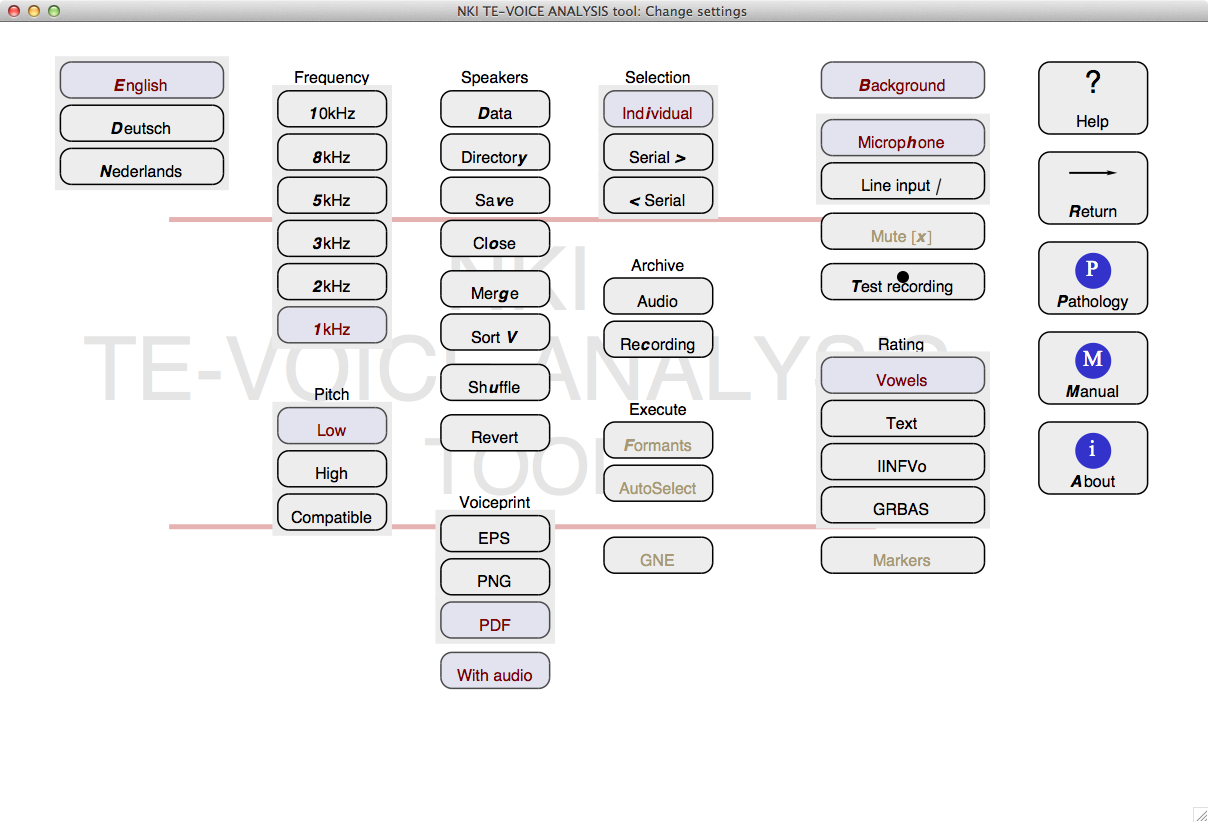 NKI TE-VOICE ANALYSIS tool: Change settings
English
Deutsch
Nederlands
Frequency
10kHz
8kHz
5kHz
3kHz
2kHz
1kHz
Pitch
Low
High
Compatible
Speakers
Data
Directory
Save
Close
Merge
Sort V
Shuffle
Revert
Voiceprint
EPS
PNG
PDF
With audio
Selection
Individual
Serial >
< Serial
Archive
Audio
Recording
Execute
Formants
AutoSelect
GNE
Background
Microphone
Line input /
Mute [x]
Test recording
Rating
Vowels
Text
IINFVo
GRBAS
Markers
?
Help
Return
P
Pathology
M
Manual
i
About
NKI
TE-VOICE ANALYSIS
TOOL